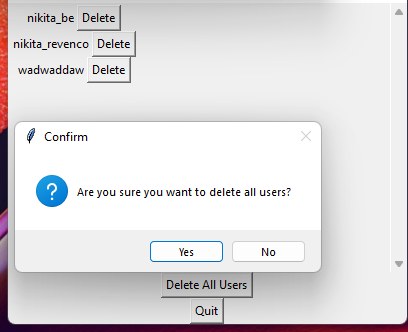 nikita_be Delete
nikita_revenco Delete
wadwaddaw Delete
Confirm
Are you sure you want to delete all users?
Yes No
Delete All Users
Quit